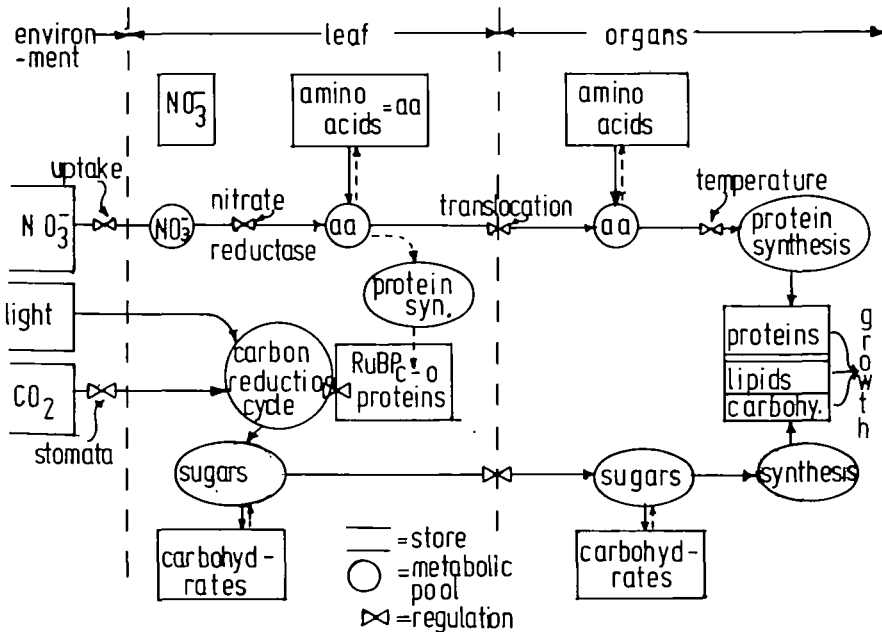 environ-
-ment
leaf
organs
NO₃⁻
amino
acids = aa
amino
acids
uptake
nitrate
translocation
temperature
NO₃⁻
NO₃⁻
aa
aa
protein
synthesis
reductase
light
protein
syn.
carbon
reduction
cycle
RuBPc-o
proteins
proteins
lipids
carbohy.
growth
CO₂
stomata
sugars
sugars
synthesis
carbohyd-
rates
= store
= metabolic
pool
= regulation
carbohyd-
-rates